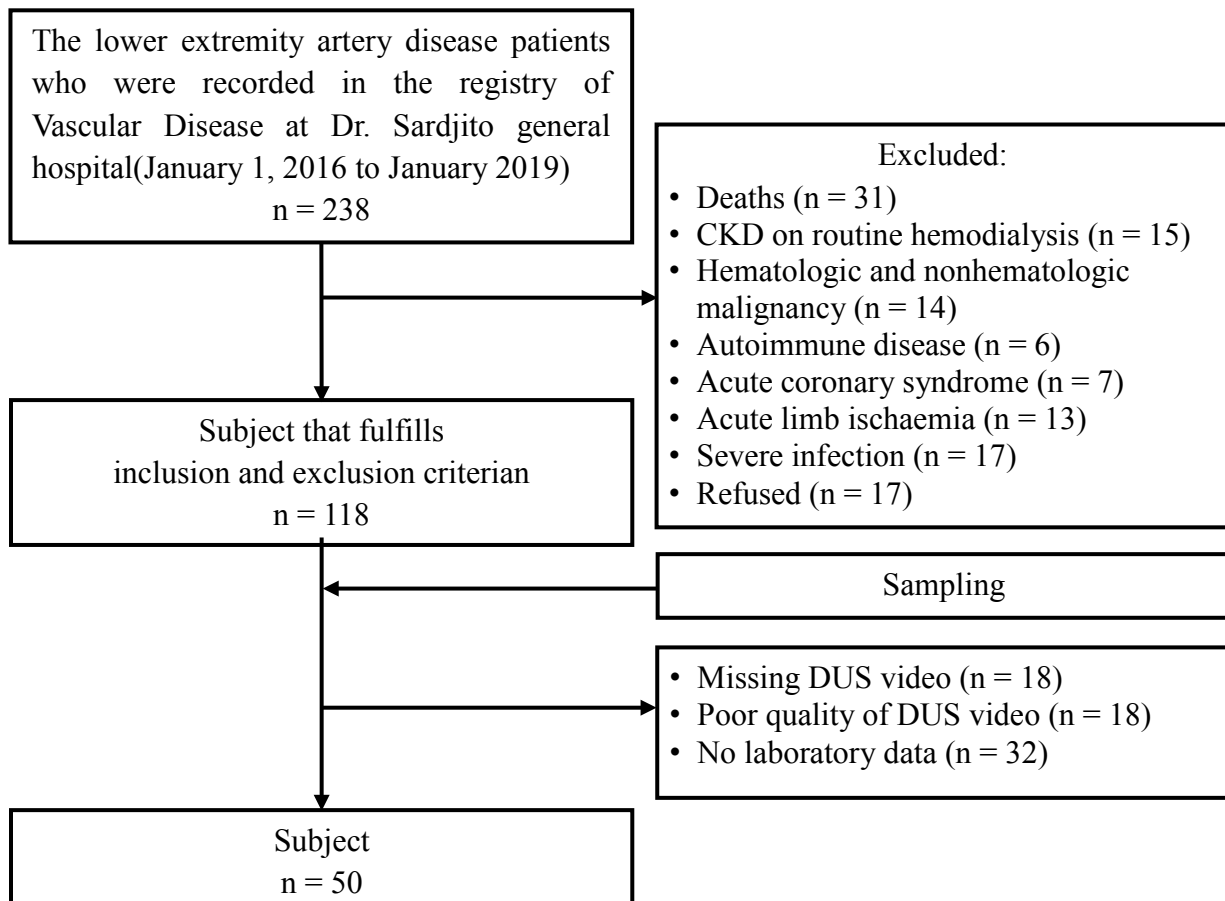 The lower extremity artery disease patients
who were recorded in the registry of
Vascular Disease at Dr. Sardjito general
hospital(January 1, 2016 to January 2019)
n = 238
Excluded:
• Deaths (n = 31)
• CKD on routine hemodialysis (n = 15)
• Hematologic and nonhematologic
malignancy (n = 14)
• Autoimmune disease (n = 6)
• Acute coronary syndrome (n = 7)
• Acute limb ischaemia (n = 13)
• Severe infection (n = 17)
• Refused (n = 17)
Subject that fulfills
inclusion and exclusion criterian
n = 118
Sampling
• Missing DUS video (n = 18)
• Poor quality of DUS video (n = 18)
• No laboratory data (n = 32)
Subject
n = 50